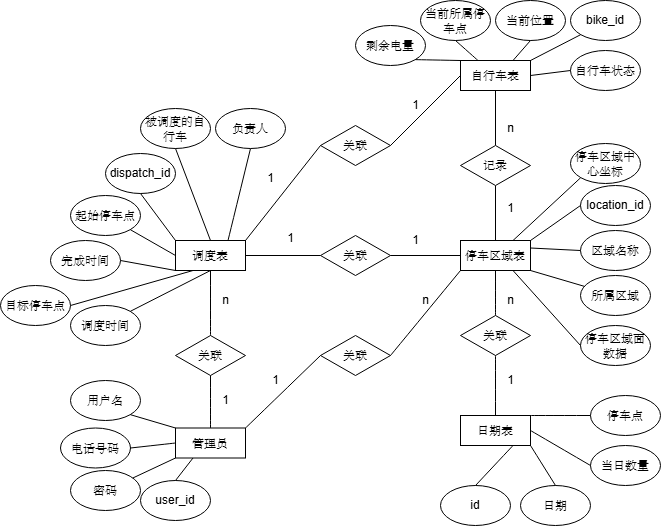 当前所属停
车点
当前位置
bike_id
剩余电量
自行车表
自行车状态
1
被调度的自
行车
负责人
n
关联
停车区域中
心坐标
记录
dispatch_id
1
location_id
起始停车点
1
调度表
1
关联
1
停车区域表
区域名称
完成时间
所属区域
目标停车点
n
n
n
调度时间
关联
停车区域面
数据
关联
关联
1
1
1
用户名
停车点
电话号码
管理员
日期表
当日数量
密码
user_id
id
日期